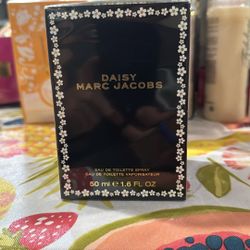 DAISY
MARC JACOBS
EAU DE TOILETTE SPRAY
EAU DE TOILETTE VAPORISATEUR
50 ml ℮ 1.6 FL OZ